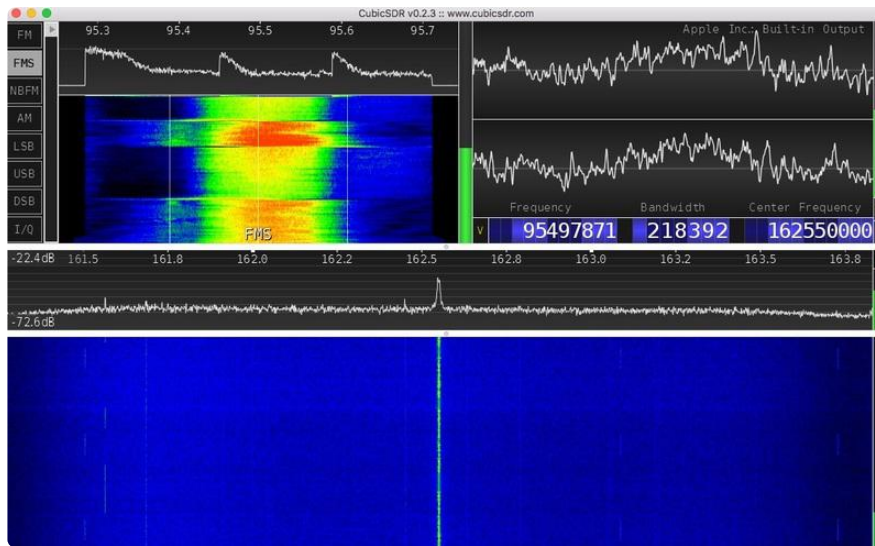 CubicSDR v0.2.3 :: www.cubicsdr.com
FM
FMS
NBFM
AM
LSB
USB
DSB
I/Q
95.3 95.4 95.5 95.6 95.7
FMS
Apple Inc.: Built-in Output
Frequency Bandwidth Center Frequency
V 95497871 218392 162550000
-22.4dB 161.5 161.8 162.0 162.2 162.5 162.8 163.0 163.2 163.5 163.8
-72.6dB